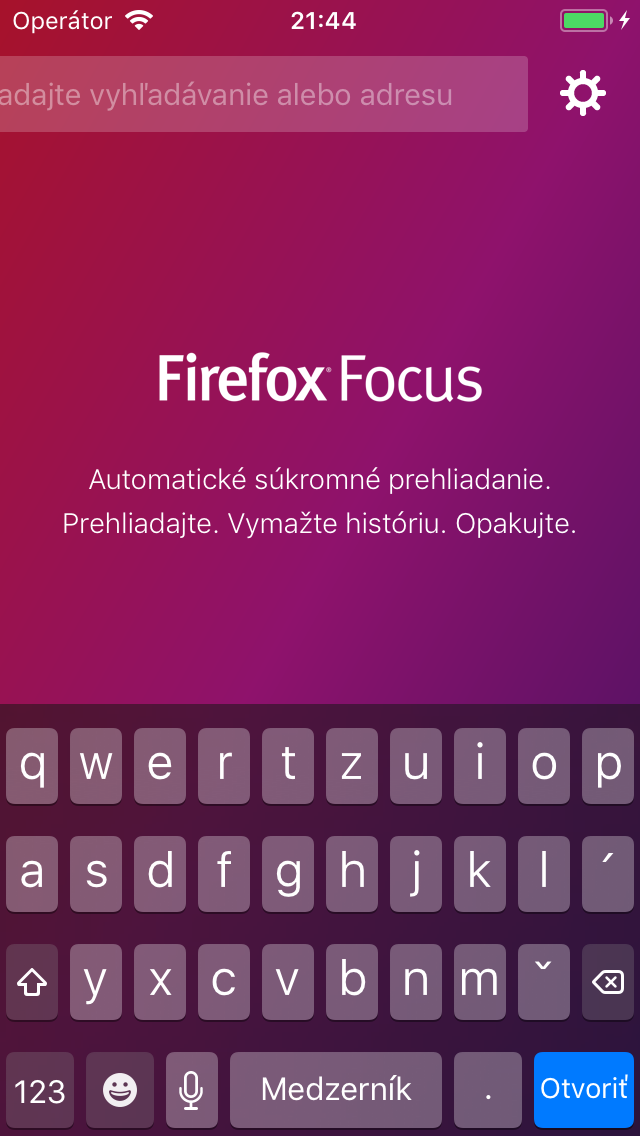 Operátor 21:44
adajte vyhľadávanie alebo adresu
Firefox® Focus
Automatické súkromné prehliadanie.
Prehliadajte. Vymažte históriu. Opakujte.
q w e r t z u i o p
a s d f g h j k l ´
y x c v b n m ˇ
123 Medzerník . Otvoriť